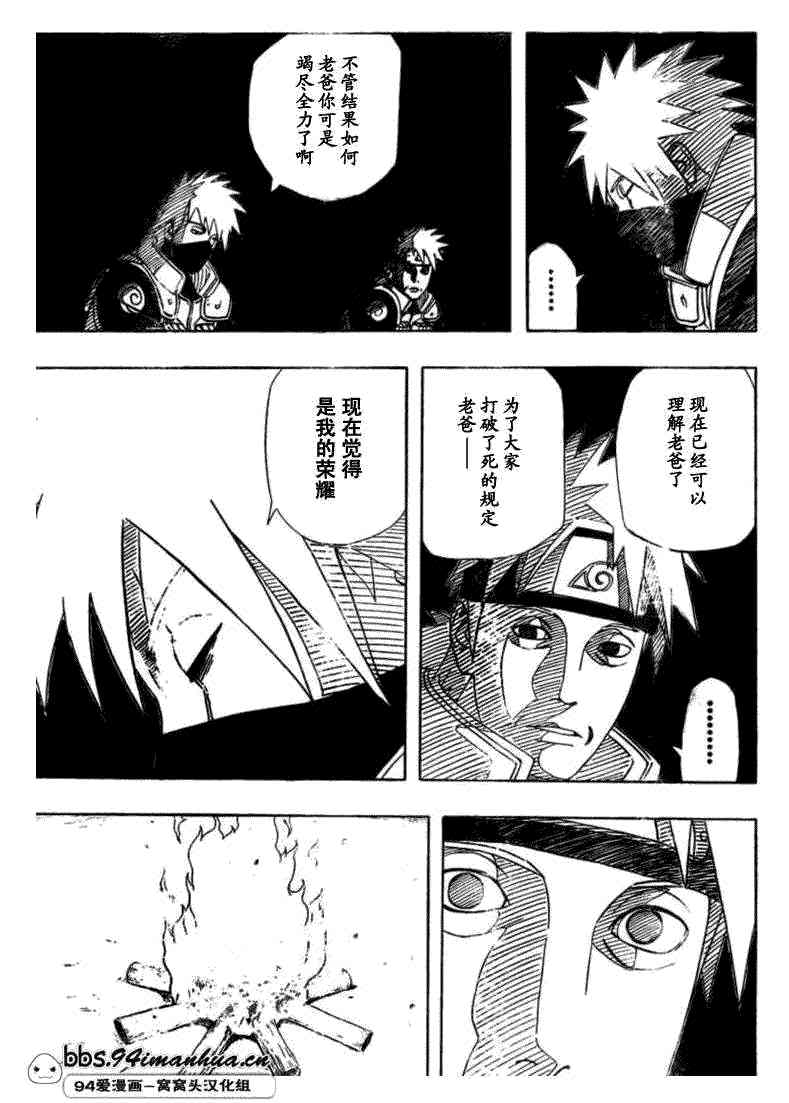 ……
不管结果如何
老爸你可是
竭尽全力了啊
现在已经可以
理解老爸了
为了大家
打破了死的规定
老爸——
………
现在觉得
是我的荣耀
bbs.94imanhua.cn
94爱漫画-窝窝头汉化组